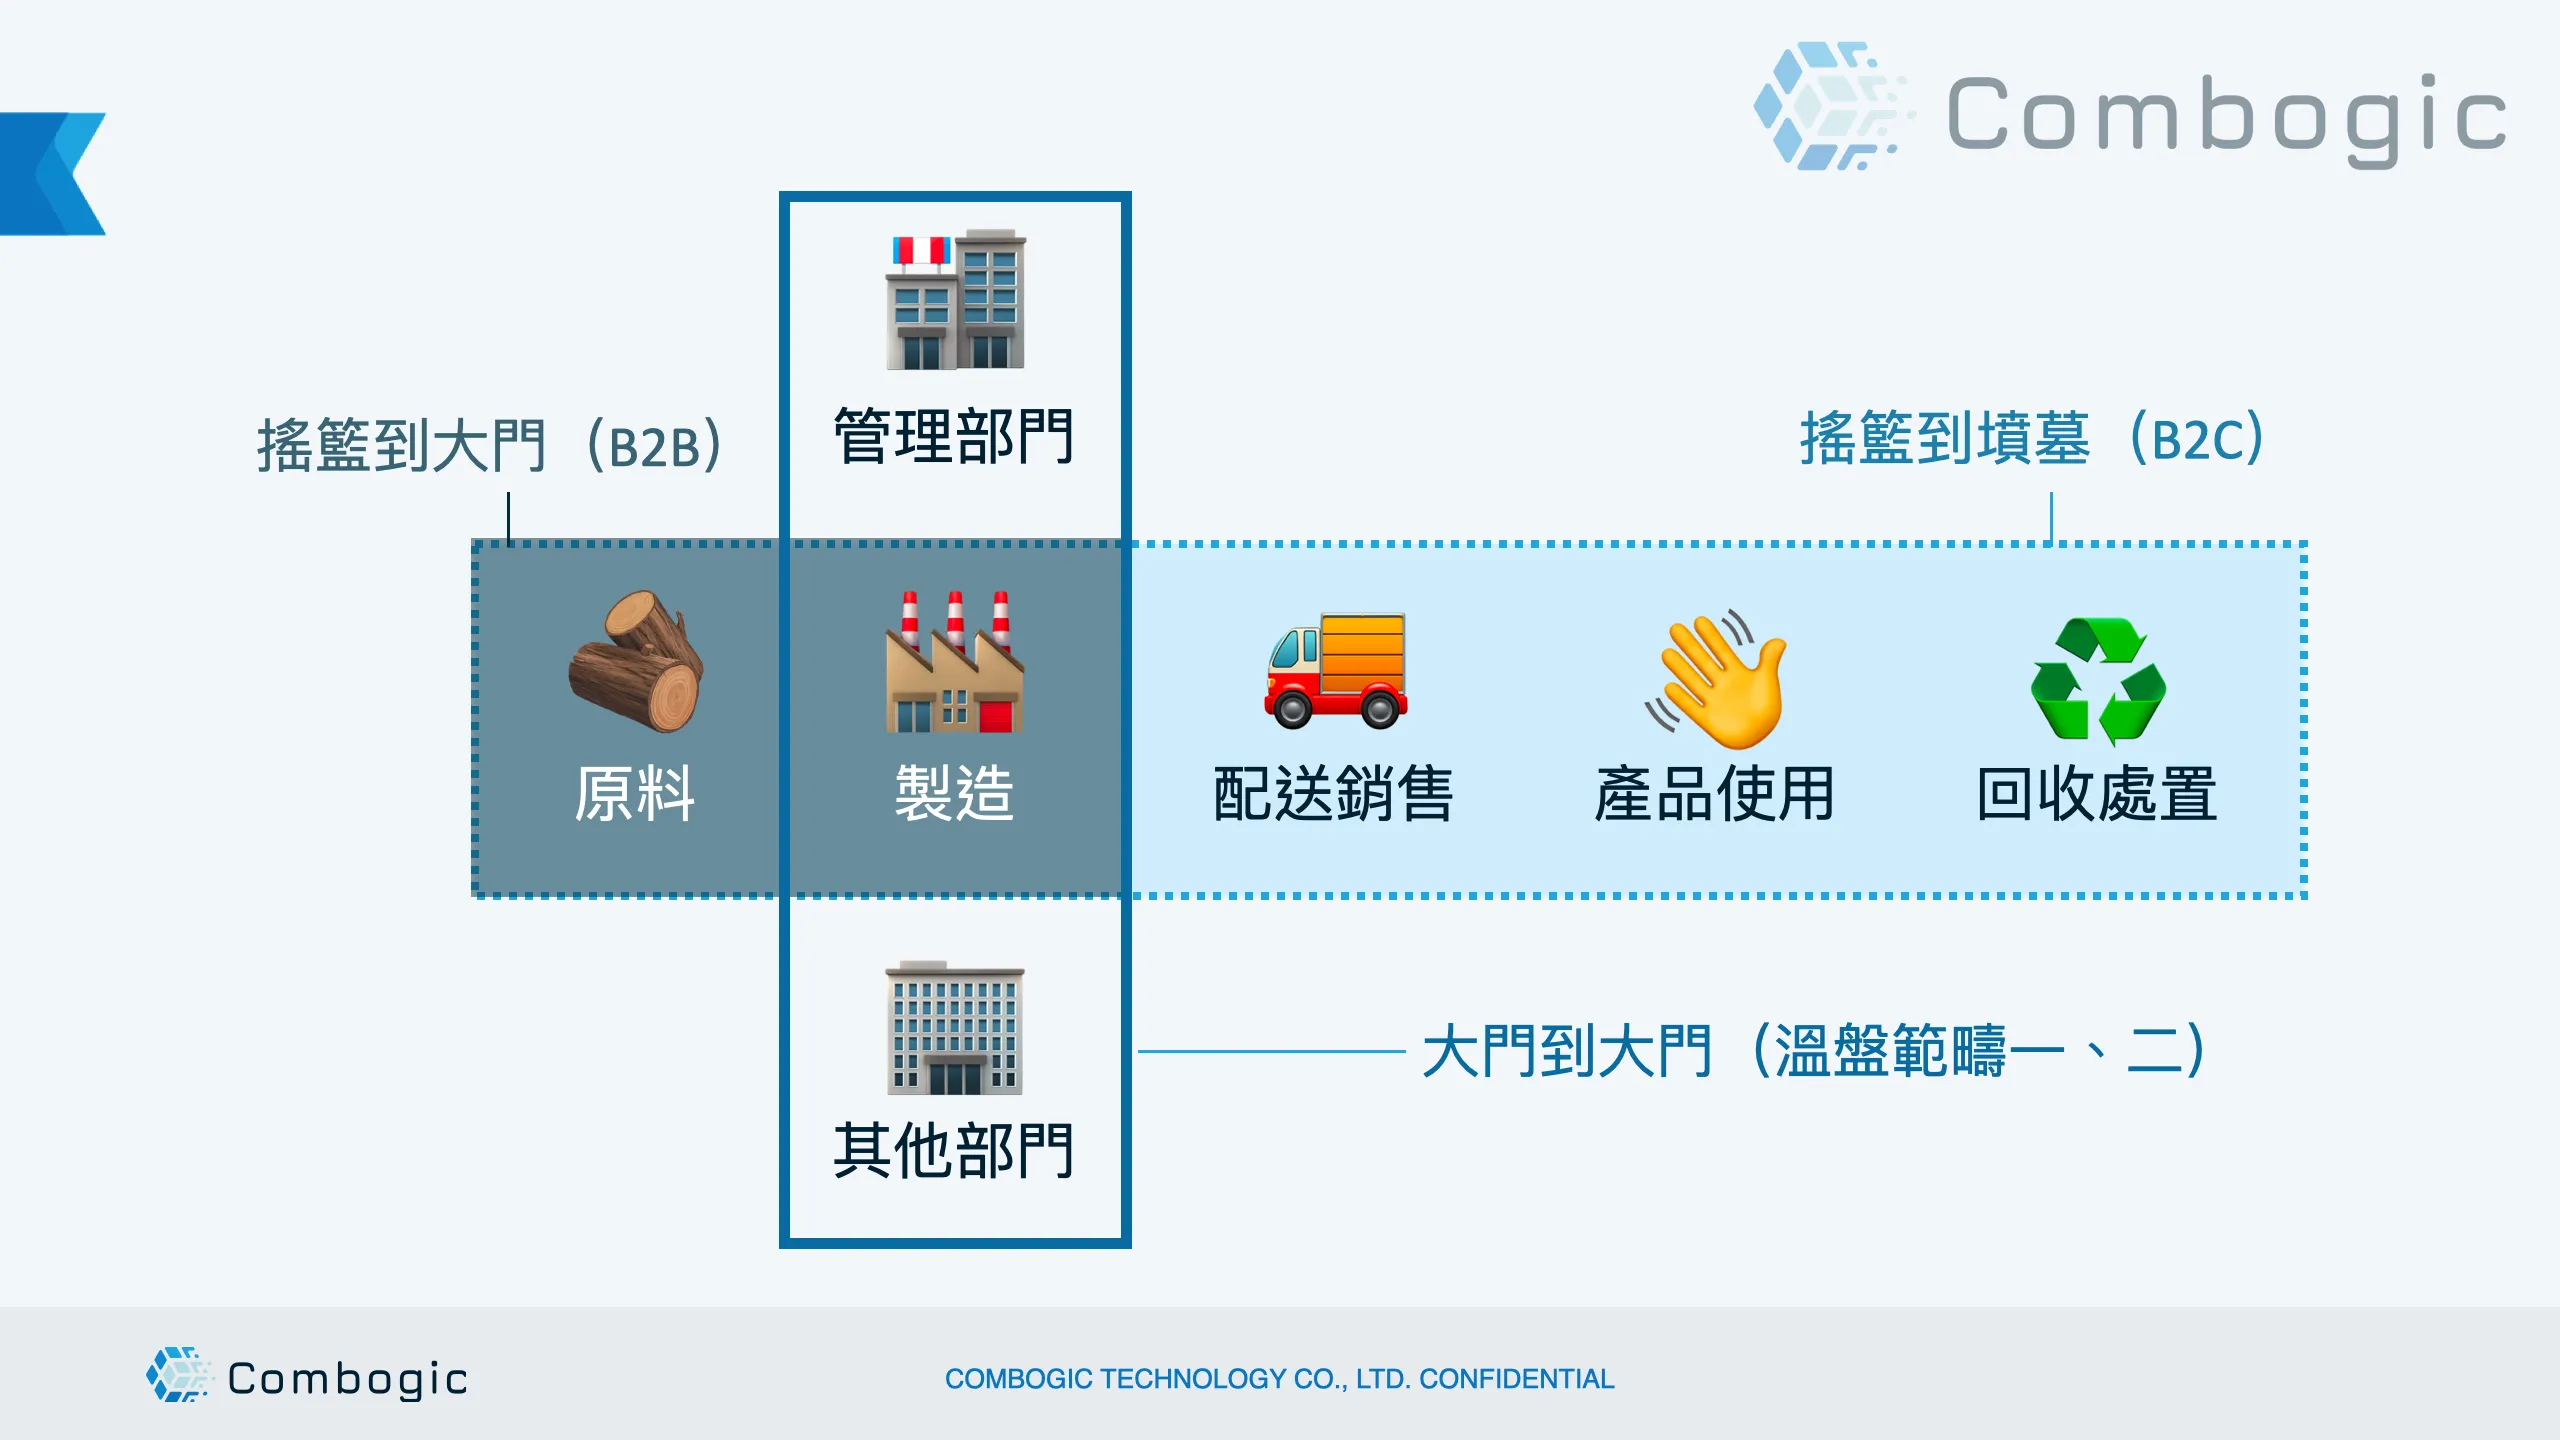 Combogic
管理部門
搖籃到大門（B2B）
搖籃到墳墓（B2C）
原料
製造
配送銷售
產品使用
回收處置
大門到大門（溫盤範疇一、二）
其他部門
Combogic
COMBOGIC TECHNOLOGY CO., LTD. CONFIDENTIAL